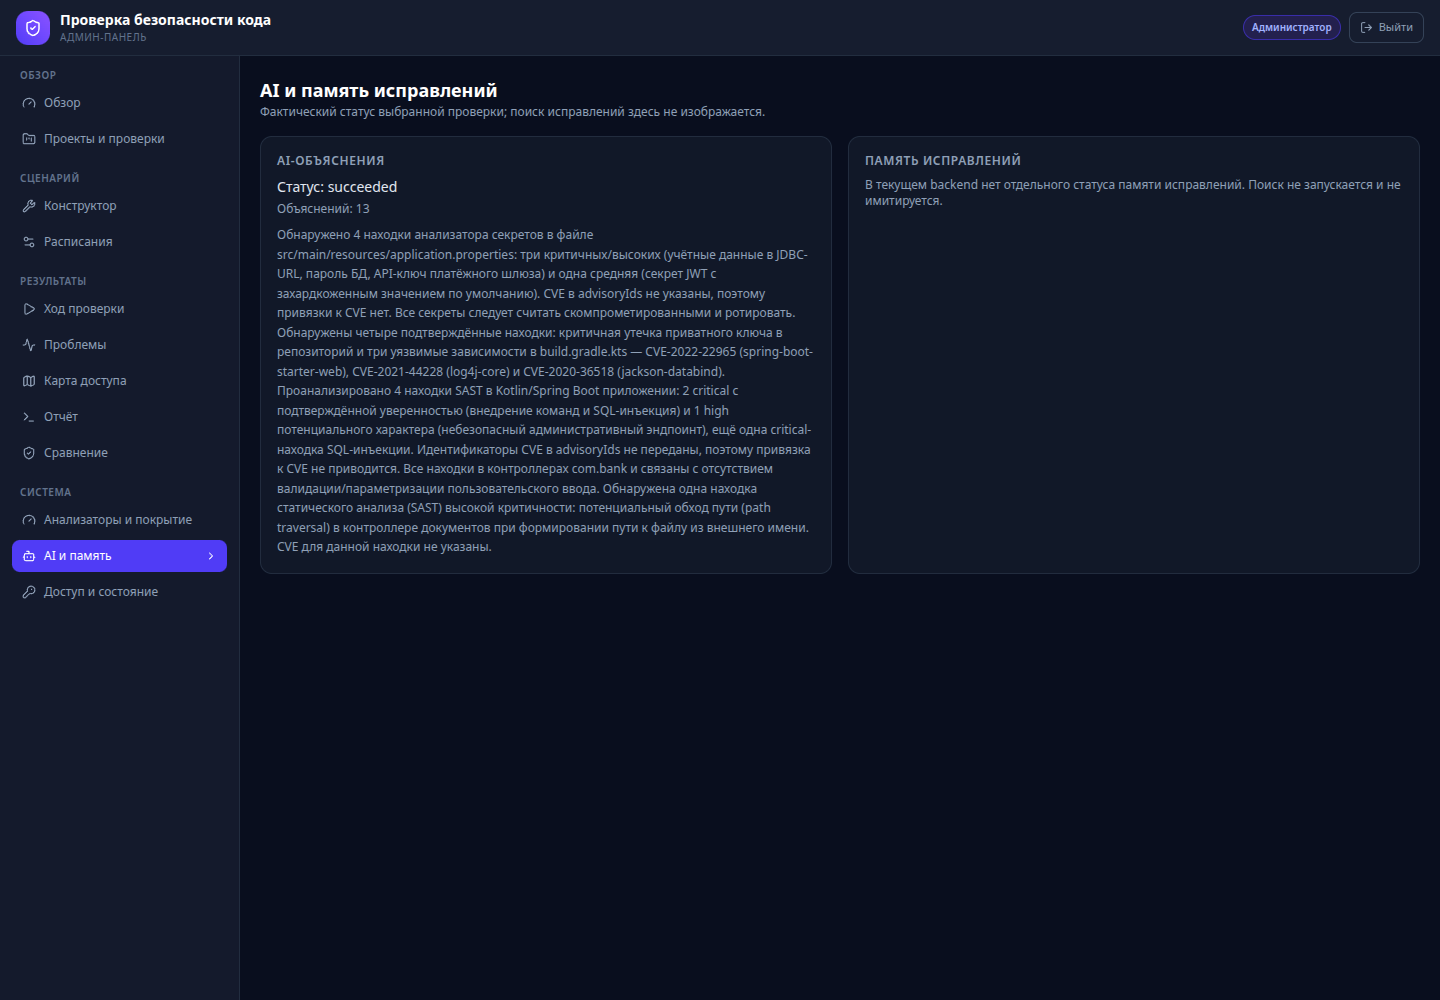 Проверка безопасности кода
АДМИН-ПАНЕЛЬ
Администратор
Выйти
ОБЗОР
Обзор
Проекты и проверки
СЦЕНАРИЙ
Конструктор
Расписания
РЕЗУЛЬТАТЫ
Ход проверки
Проблемы
Карта доступа
Отчёт
Сравнение
СИСТЕМА
Анализаторы и покрытие
AI и память
Доступ и состояние
AI и память исправлений
Фактический статус выбранной проверки; поиск исправлений здесь не изображается.
AI-ОБЪЯСНЕНИЯ
Статус: succeeded
Объяснений: 13
Обнаружено 4 находки анализатора секретов в файле
src/main/resources/application.properties: три критичных/высоких (учётные данные в JDBC-
URL, пароль БД, API-ключ платёжного шлюза) и одна средняя (секрет JWT с
захардкоженным значением по умолчанию). CVE в advisoryIds не указаны, поэтому
привязки к CVE нет. Все секреты следует считать скомпрометированными и ротировать.
Обнаружены четыре подтверждённые находки: критичная утечка приватного ключа в
репозиторий и три уязвимые зависимости в build.gradle.kts — CVE-2022-22965 (spring-boot-
starter-web), CVE-2021-44228 (log4j-core) и CVE-2020-36518 (jackson-databind).
Проанализировано 4 находки SAST в Kotlin/Spring Boot приложении: 2 critical с
подтверждённой уверенностью (внедрение команд и SQL-инъекция) и 1 high
потенциального характера (небезопасный административный эндпоинт), ещё одна critical-
находка SQL-инъекции. Идентификаторы CVE в advisoryIds не переданы, поэтому привязка
к CVE не приводится. Все находки в контроллерах com.bank и связаны с отсутствием
валидации/параметризации пользовательского ввода. Обнаружена одна находка
статического анализа (SAST) высокой критичности: потенциальный обход пути (path
traversal) в контроллере документов при формировании пути к файлу из внешнего имени.
CVE для данной находки не указаны.
ПАМЯТЬ ИСПРАВЛЕНИЙ
В текущем backend нет отдельного статуса памяти исправлений. Поиск не запускается и не
имитируется.